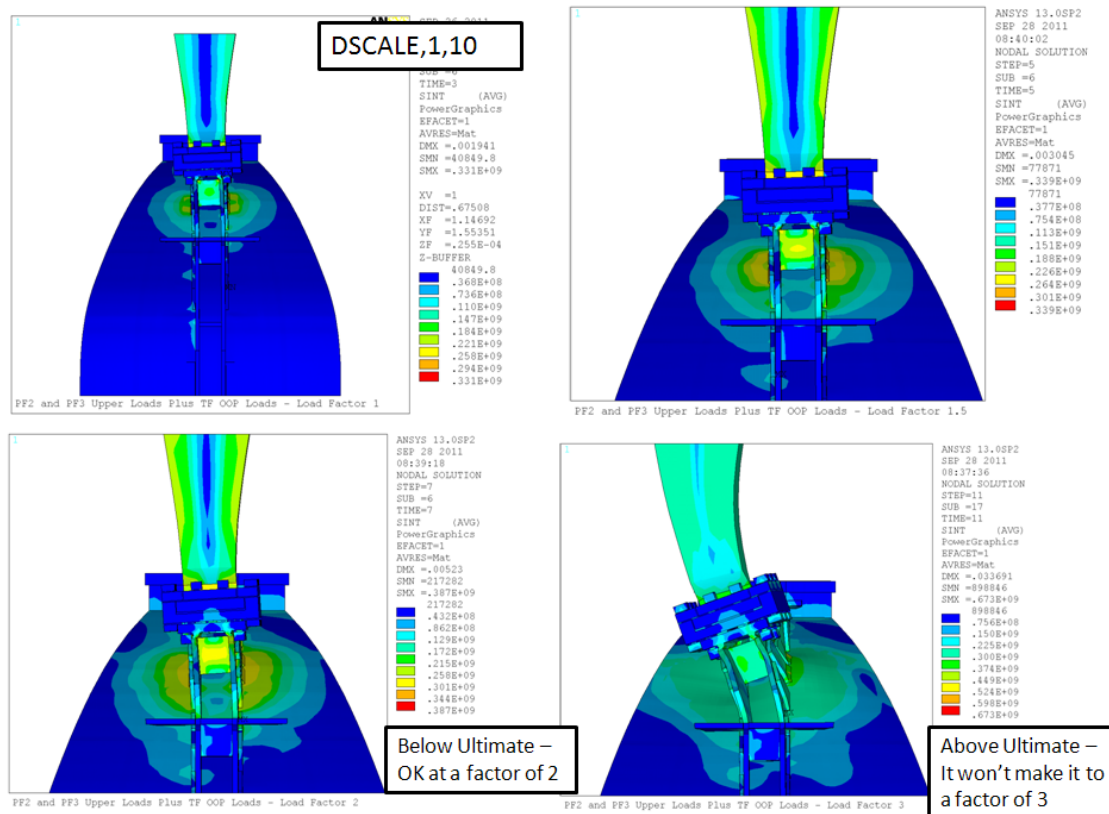 1
DSCALE,1,10
TIME=3
SINT (AVG)
PowerGraphics
EFACET=1
AVRES=Mat
DMX =.001941
SMN =40849.8
SMX =.331E+09
XV =1
DIST=.67508
XF =1.14692
YF =1.55351
ZF =.255E-04
Z-BUFFER
40849.8
.368E+08
.736E+08
.110E+09
.147E+09
.184E+09
.221E+09
.258E+09
.294E+09
.331E+09
PF2 and PF3 Upper Loads Plus TF OOP Loads - Load Factor 1
1
ANSYS 13.0SP2
SEP 28 2011
08:40:02
NODAL SOLUTION
STEP=5
SUB =6
TIME=5
SINT (AVG)
PowerGraphics
EFACET=1
AVRES=Mat
DMX =.003045
SMN =77871
SMX =.339E+09
77871
.377E+08
.754E+08
.113E+09
.151E+09
.188E+09
.226E+09
.264E+09
.301E+09
.339E+09
PF2 and PF3 Upper Loads Plus TF OOP Loads - Load Factor 1.5
1
ANSYS 13.0SP2
SEP 28 2011
08:39:18
NODAL SOLUTION
STEP=7
SUB =6
TIME=7
SINT (AVG)
PowerGraphics
EFACET=1
AVRES=Mat
DMX =.00523
SMN =217282
SMX =.387E+09
217282
.432E+08
.862E+08
.129E+09
.172E+09
.215E+09
.258E+09
.301E+09
.344E+09
.387E+09
Below Ultimate –
OK at a factor of 2
PF2 and PF3 Upper Loads Plus TF OOP Loads - Load Factor 2
1
ANSYS 13.0SP2
SEP 28 2011
08:37:36
NODAL SOLUTION
STEP=11
SUB =17
TIME=11
SINT (AVG)
PowerGraphics
EFACET=1
AVRES=Mat
DMX =.033691
SMN =898846
SMX =.673E+09
898846
.756E+08
.150E+09
.225E+09
.300E+09
.374E+09
.449E+09
.524E+09
.598E+09
.673E+09
Above Ultimate –
It won't make it to
a factor of 3
PF2 and PF3 Upper Loads Plus TF OOP Loads - Load Factor 3